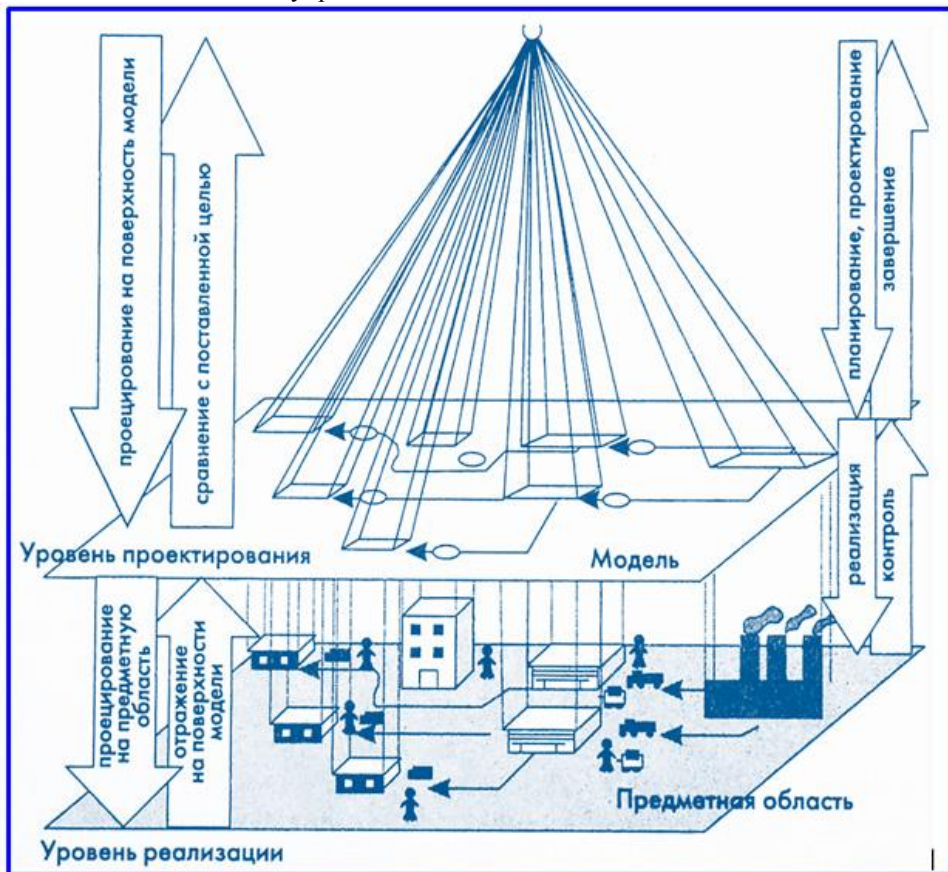 проецирование на поверхность модели
сравнение с поставленной целью
планирование, проектирование
завершение
Уровень проектирования
Модель
реализация
контроль
проецирование
на предметную
область
отражение
на поверхности
модели
Предметная область
Уровень реализации